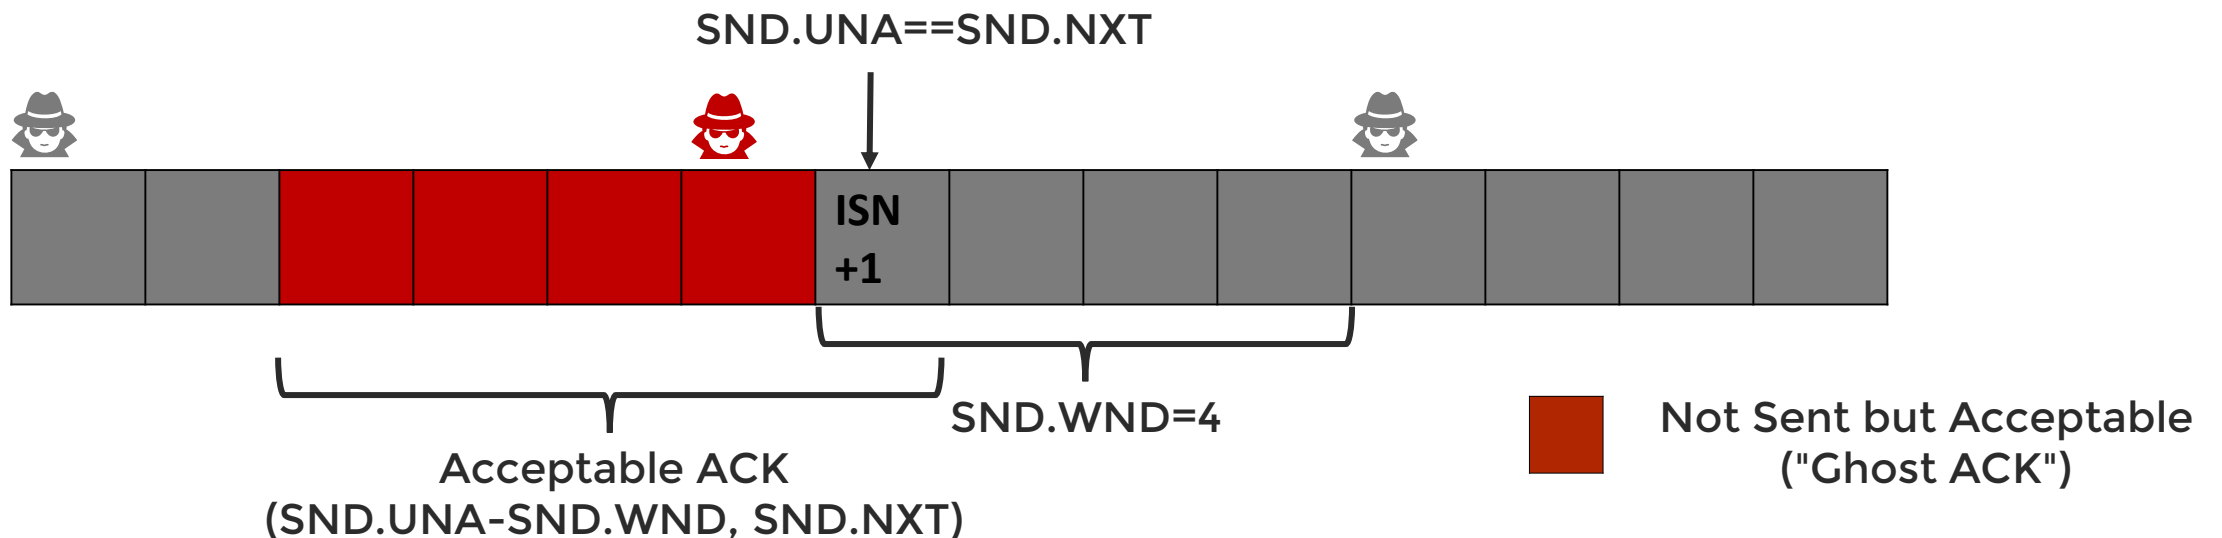 SND.UNA==SND.NXT
ISN
+1
SND.WND=4
Acceptable ACK
(SND.UNA-SND.WND, SND.NXT)
Not Sent but Acceptable
("Ghost ACK")